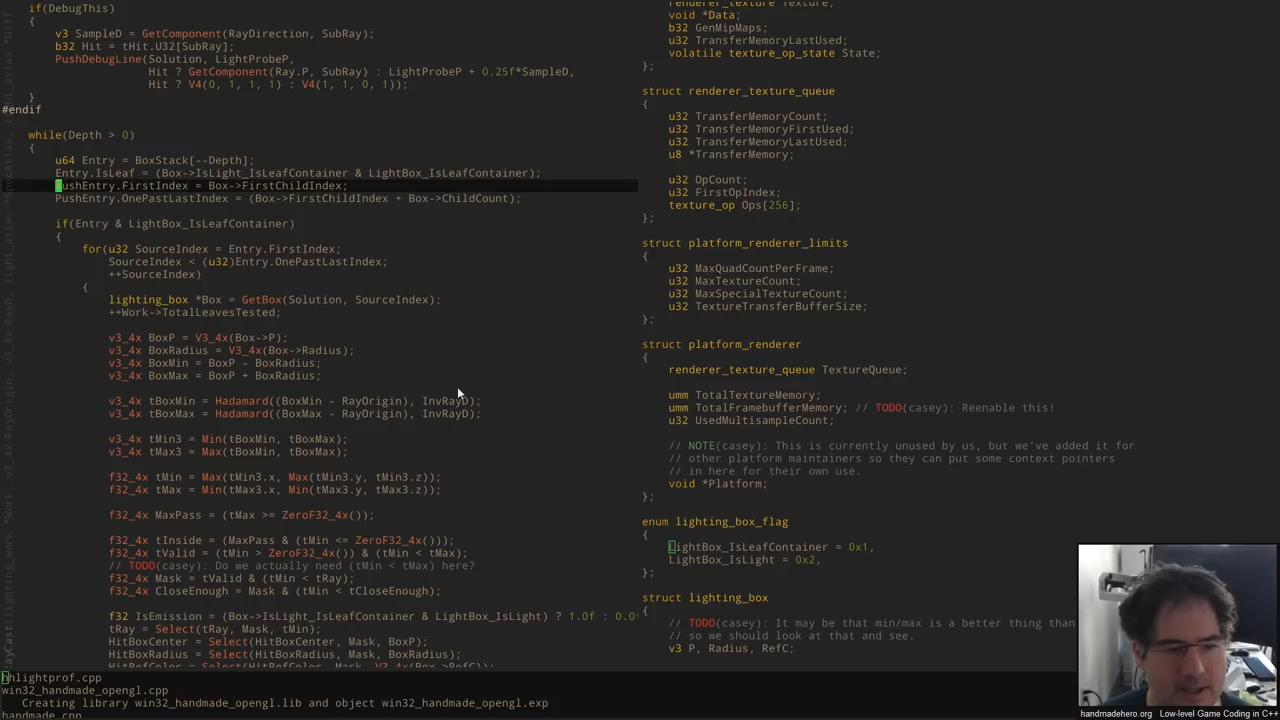 if(DebugThis)
{
v3 SampleD = GetComponent(RayDirection, SubRay);
b32 Hit = tHit.U32[SubRay];
PushDebugLine(Solution, LightProbeP,
Hit ? GetComponent(Ray.P, SubRay) : LightProbeP + 0.25f*SampleD,
Hit ? V4(0, 1, 1, 1) : V4(1, 1, 0, 1));
}
#endif
while(Depth > 0)
{
u64 Entry = BoxStack[--Depth];
Entry.IsLeaf = (Box->IsLight_IsLeafContainer & LightBox_IsLeafContainer);
PushEntry.FirstIndex = Box->FirstChildIndex;
PushEntry.OnePastLastIndex = (Box->FirstChildIndex + Box->ChildCount);
if(Entry & LightBox_IsLeafContainer)
{
for(u32 SourceIndex = Entry.FirstIndex;
SourceIndex < (u32)Entry.OnePastLastIndex;
++SourceIndex)
{
lighting_box *Box = GetBox(Solution, SourceIndex);
++Work->TotalLeavesTested;
v3_4x BoxP = V3_4x(Box->P);
v3_4x BoxRadius = V3_4x(Box->Radius);
v3_4x BoxMin = BoxP - BoxRadius;
v3_4x BoxMax = BoxP + BoxRadius;
v3_4x tBoxMin = Hadamard((BoxMin - RayOrigin), InvRayD);
v3_4x tBoxMax = Hadamard((BoxMax - RayOrigin), InvRayD);
v3_4x tMin3 = Min(tBoxMin, tBoxMax);
v3_4x tMax3 = Max(tBoxMin, tBoxMax);
f32_4x tMin = Max(tMin3.x, Max(tMin3.y, tMin3.z));
f32_4x tMax = Min(tMax3.x, Min(tMax3.y, tMax3.z));
f32_4x MaxPass = (tMax >= ZeroF32_4x());
f32_4x tInside = (MaxPass & (tMin <= ZeroF32_4x()));
f32_4x tValid = (tMin > ZeroF32_4x()) & (tMin < tMax);
// TODO(casey): Do we actually need (tMin < tMax) here?
f32_4x Mask = tValid & (tMin < tRay);
f32_4x CloseEnough = Mask & (tMin < tCloseEnough);
f32 IsEmission = (Box->IsLight_IsLeafContainer & LightBox_IsLight) ? 1.0f : 0.0f
tRay = Select(tRay, Mask, tMin);
HitBoxCenter = Select(HitBoxCenter, Mask, BoxP);
HitBoxRadius = Select(HitBoxRadius, Mask, BoxRadius);
HitRefColor = Select(HitRefColor, Mask, V3_4x(Box->RefC));
hhlightprof.cpp
win32_handmade_opengl.cpp
Creating library win32_handmade_opengl.lib and object win32_handmade_opengl.exp
handmade.cpp
renderer_texture Texture;
void *Data;
b32 GenMipMaps;
u32 TransferMemoryLastUsed;
volatile texture_op_state State;
};
struct renderer_texture_queue
{
u32 TransferMemoryCount;
u32 TransferMemoryFirstUsed;
u32 TransferMemoryLastUsed;
u8 *TransferMemory;
u32 OpCount;
u32 FirstOpIndex;
texture_op Ops[256];
};
struct platform_renderer_limits
{
u32 MaxQuadCountPerFrame;
u32 MaxTextureCount;
u32 MaxSpecialTextureCount;
u32 TextureTransferBufferSize;
};
struct platform_renderer
{
renderer_texture_queue TextureQueue;
umm TotalTextureMemory;
umm TotalFramebufferMemory; // TODO(casey): Reenable this!
u32 UsedMultisampleCount;
// NOTE(casey): This is currently unused by us, but we've added it for
// other platform maintainers so they can put some context pointers
// in here for their own use.
void *Platform;
};
enum lighting_box_flag
{
LightBox_IsLeafContainer = 0x1,
LightBox_IsLight = 0x2,
};
struct lighting_box
{
// TODO(casey): It may be that min/max is a better thing than
// so we should look at that and see.
v3 P, Radius, RefC;
handmadehero.org Low-level Game Coding in C++